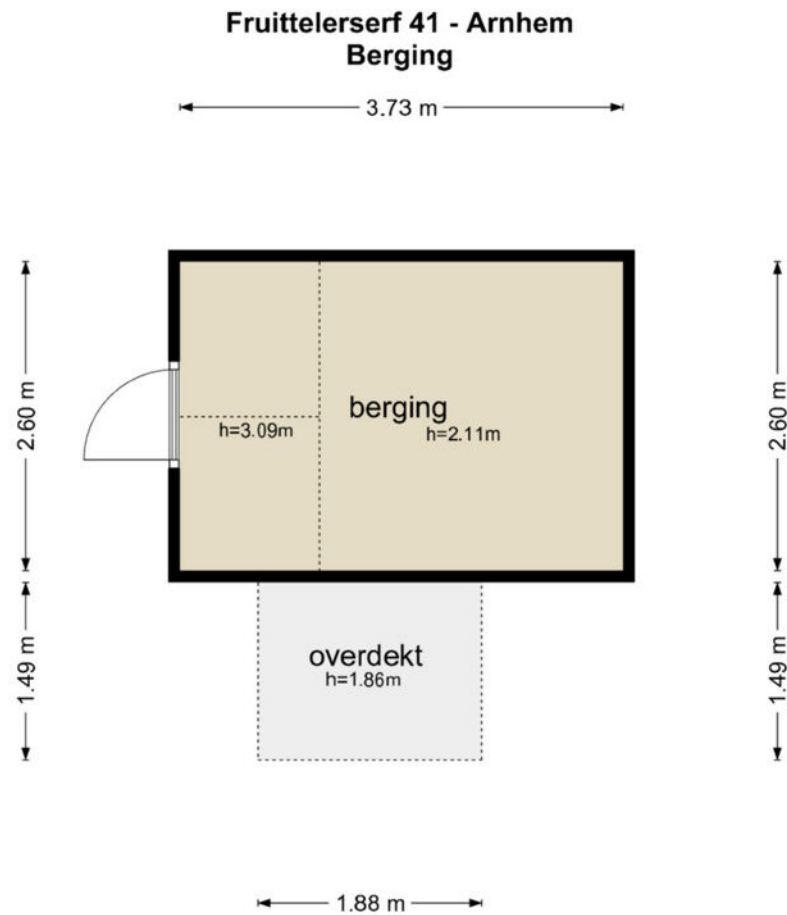 Fruittelerserf 41 - Arnhem
Berging
3.73 m
2.60 m
2.60 m
berging
h=3.09m
h=2.11m
1.49 m
1.49 m
overdekt
h=1.86m
1.88 m